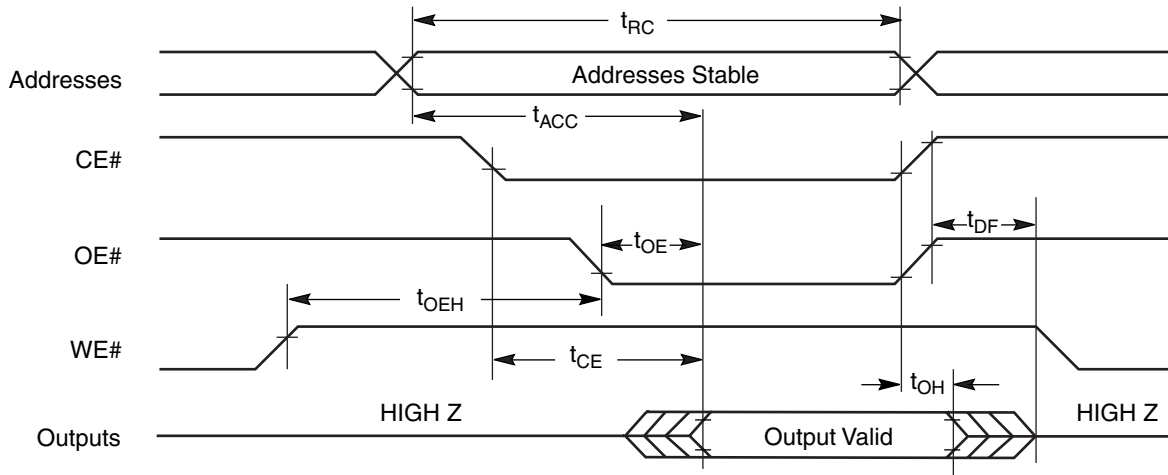 tRC
Addresses
Addresses Stable
tACC
CE#
OE#
tOE
tDF
tOEH
WE#
tCE
tOH
HIGH Z
HIGH Z
Outputs
Output Valid